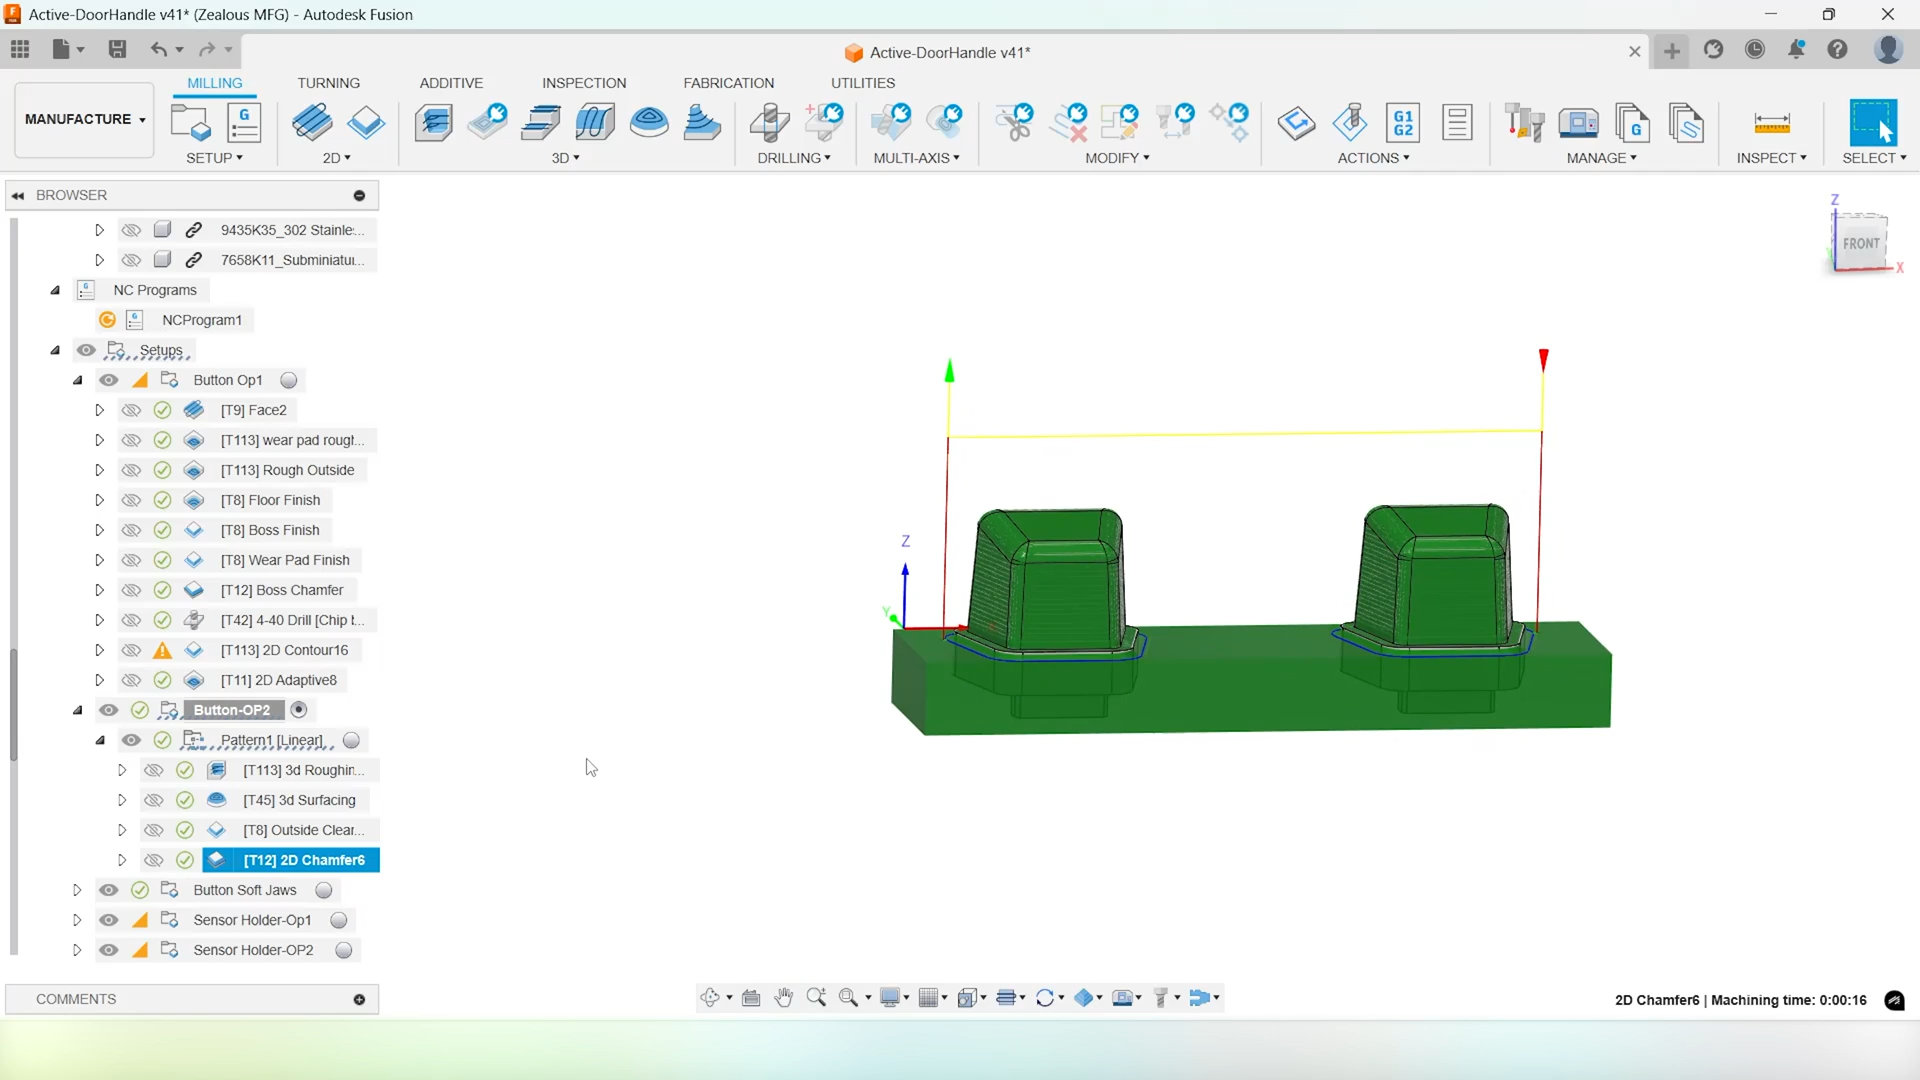 Active-DoorHandle v41* (Zealous MFG) - Autodesk Fusion
Active-DoorHandle v41*
MILLING TURNING ADDITIVE INSPECTION FABRICATION UTILITIES
MANUFACTURE
SETUP 2D 3D DRILLING MULTI-AXIS MODIFY ACTIONS MANAGE INSPECT SELECT
G1
G2
BROWSER
9435K35_302 Stainle...
7658K11_Subminiatur...
NC Programs
NCProgram1
Setups
Button Op1
[T9] Face2
[T113] wear pad rough...
[T113] Rough Outside
[T8] Floor Finish
[T8] Boss Finish
[T8] Wear Pad Finish
[T12] Boss Chamfer
[T42] 4-40 Drill [Chip b...
[T113] 2D Contour16
[T11] 2D Adaptive8
Button-OP2
Pattern1 [Linear]
[T113] 3d Roughin...
[T45] 3d Surfacing
[T8] Outside Clear...
[T12] 2D Chamfer6
Button Soft Jaws
Sensor Holder-Op1
Sensor Holder-OP2
COMMENTS
Z
Y
Z
FRONT
X
2D Chamfer6 | Machining time: 0:00:16